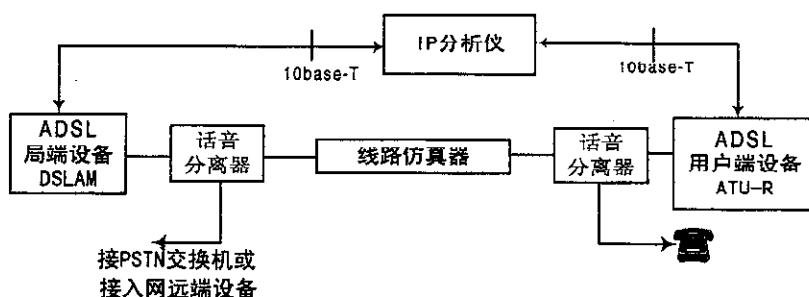 IP分析仪
10base-T
10base-T
ADSL
局端设备
DSLAM
话音
分离器
线路仿真器
话音
分离器
ADSL
用户端设备
ATU-R
接PSTN交换机或
接入网远端设备